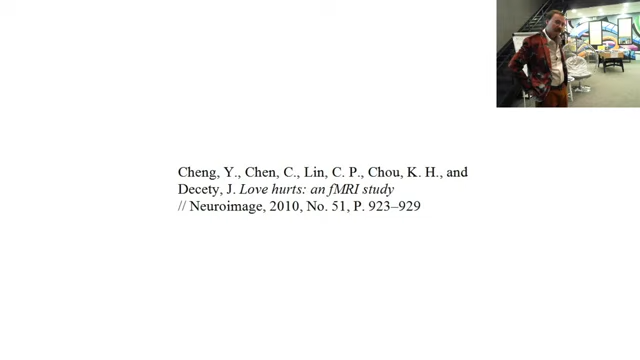 Cheng, Y., Chen, C., Lin, C. P., Chou, K. H., and
Decety, J. Love hurts: an fMRI study
// Neuroimage, 2010, No. 51, P. 923–929